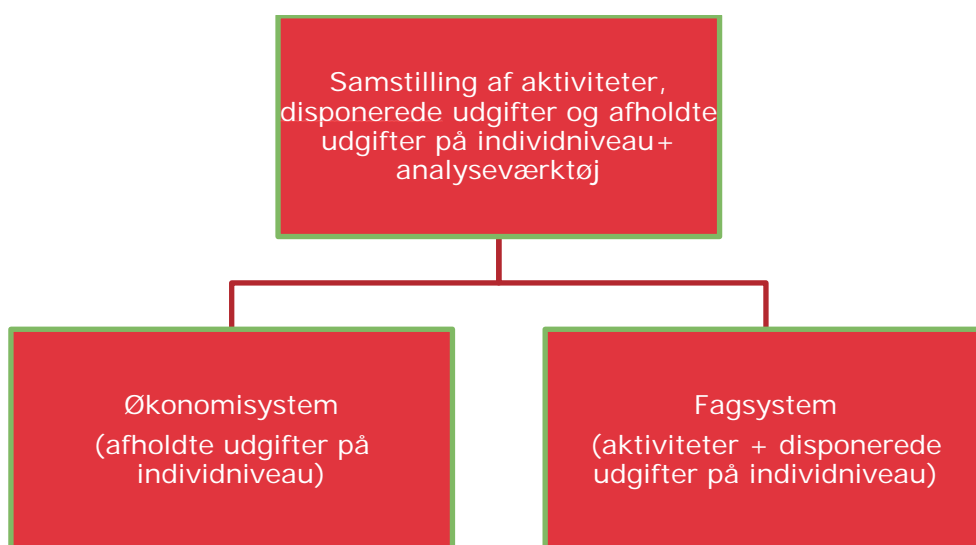 Samstilling af aktiviteter,
disponerede udgifter og afholdte
udgifter på individniveau+
analyseværktøj
Økonomisystem
(afholdte udgifter på
individniveau)
Fagsystem
(aktiviteter + disponerede
udgifter på individniveau)